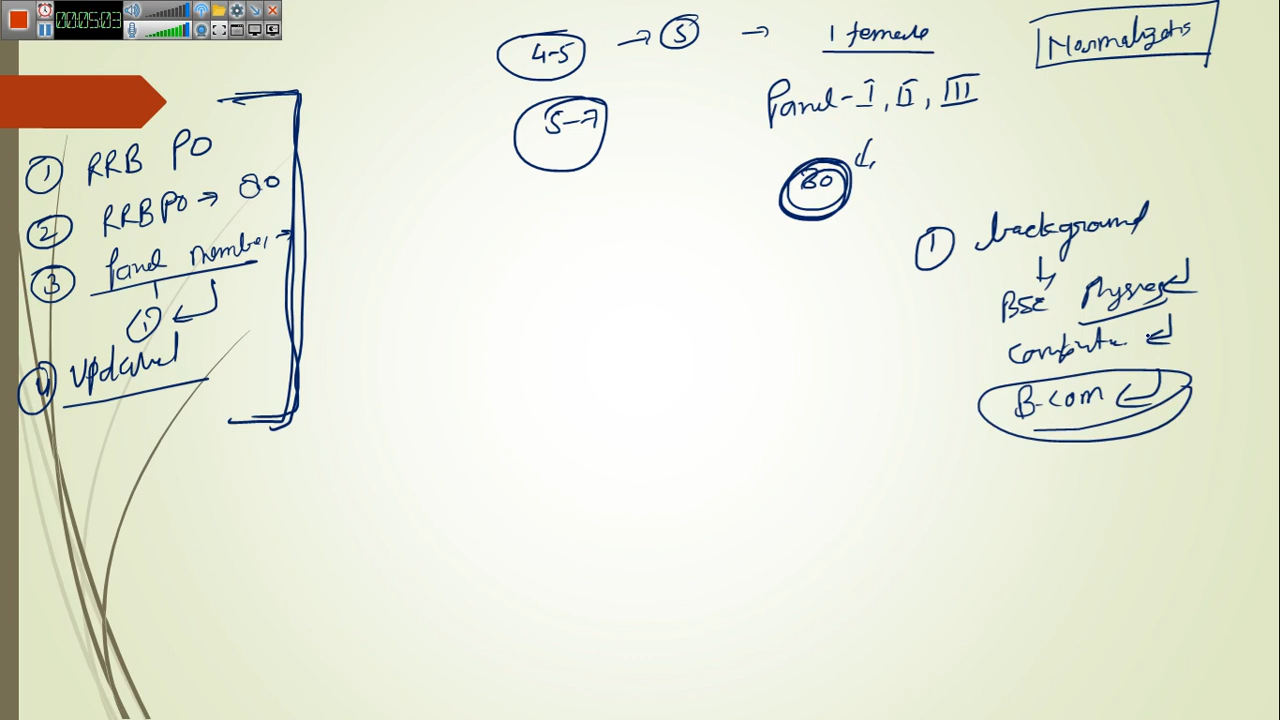 00:05:03
① RRB PO
② RRB PO → 80
③ Panel member →
①
④ Updated
4-5 → ⑤ → 1 female
5-7
Panel - I, II, III
↓
30
Normalization
① background
↓
BSC Physics
Computer
B-com